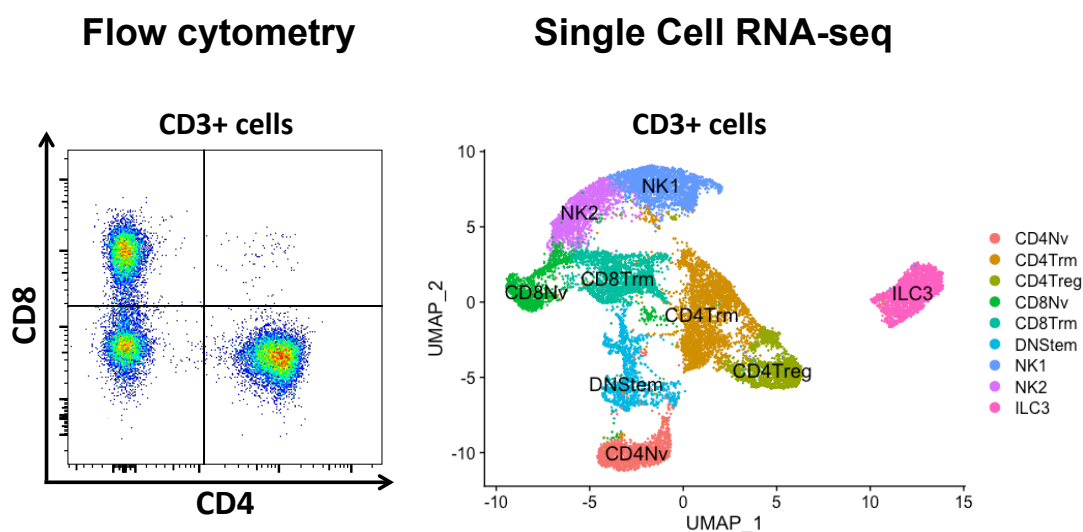 Flow cytometry
Single Cell RNA-seq
CD3+ cells
CD8
CD4
CD3+ cells
10
5
0
-5
-10
UMAP_2
-10
-5
0
5
10
15
UMAP_1
NK1
NK2
CD8Nv
CD8Trm
CD4Trm
ILC3
CD4Treg
DNStem
CD4Nv
CD4Nv
CD4Trm
CD4Treg
CD8Nv
CD8Trm
DNStem
NK1
NK2
ILC3